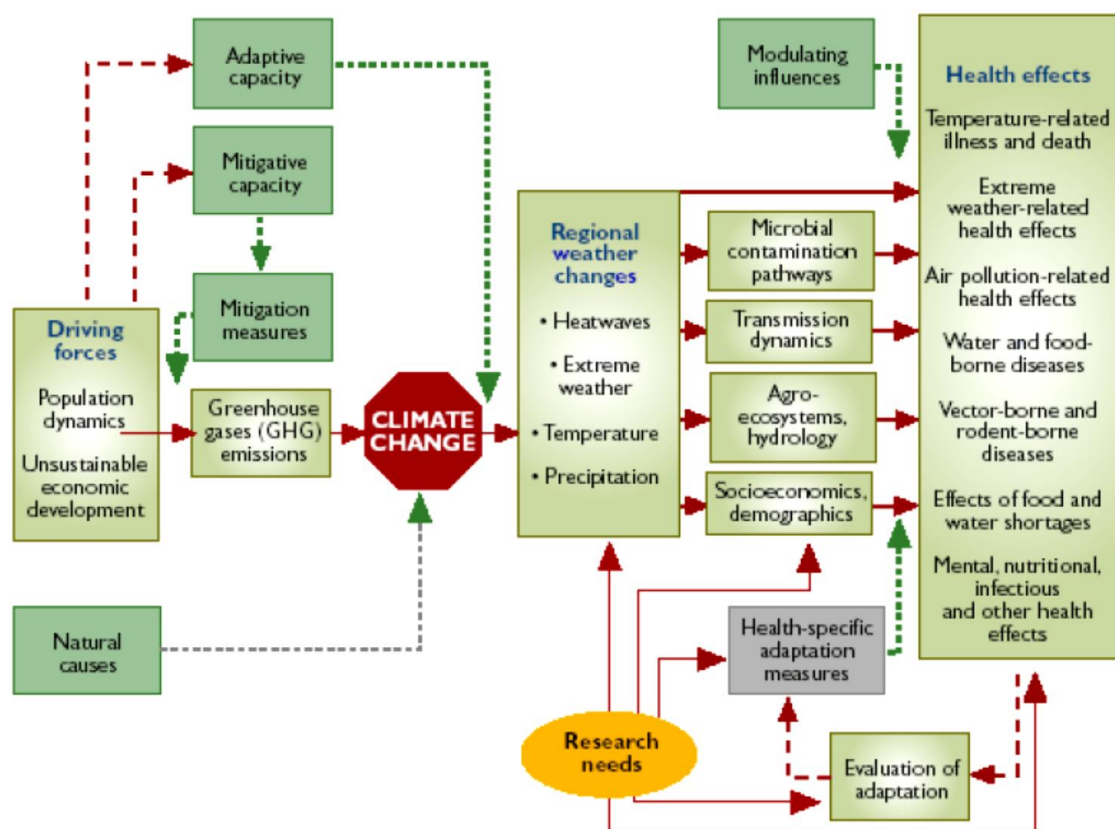 Adaptive
capacity
Mitigative
capacity
Mitigation
measures
Driving
forces
Population
dynamics
Unsustainable
economic
development
Greenhouse
gases (GHG)
emissions
CLIMATE
CHANGE
Natural
causes
Regional
weather
changes
• Heatwaves
• Extreme
weather
• Temperature
• Precipitation
Modulating
influences
Microbial
contamination
pathways
Transmission
dynamics
Agro-
ecosystems,
hydrology
Socioeconomics,
demographics
Health-specific
adaptation
measures
Research
needs
Evaluation of
adaptation
Health effects
Temperature-related
illness and death
Extreme
weather-related
health effects
Air pollution-related
health effects
Water and food-
borne diseases
Vector-borne and
rodent-borne
diseases
Effects of food and
water shortages
Mental, nutritional,
infectious
and other health
effects